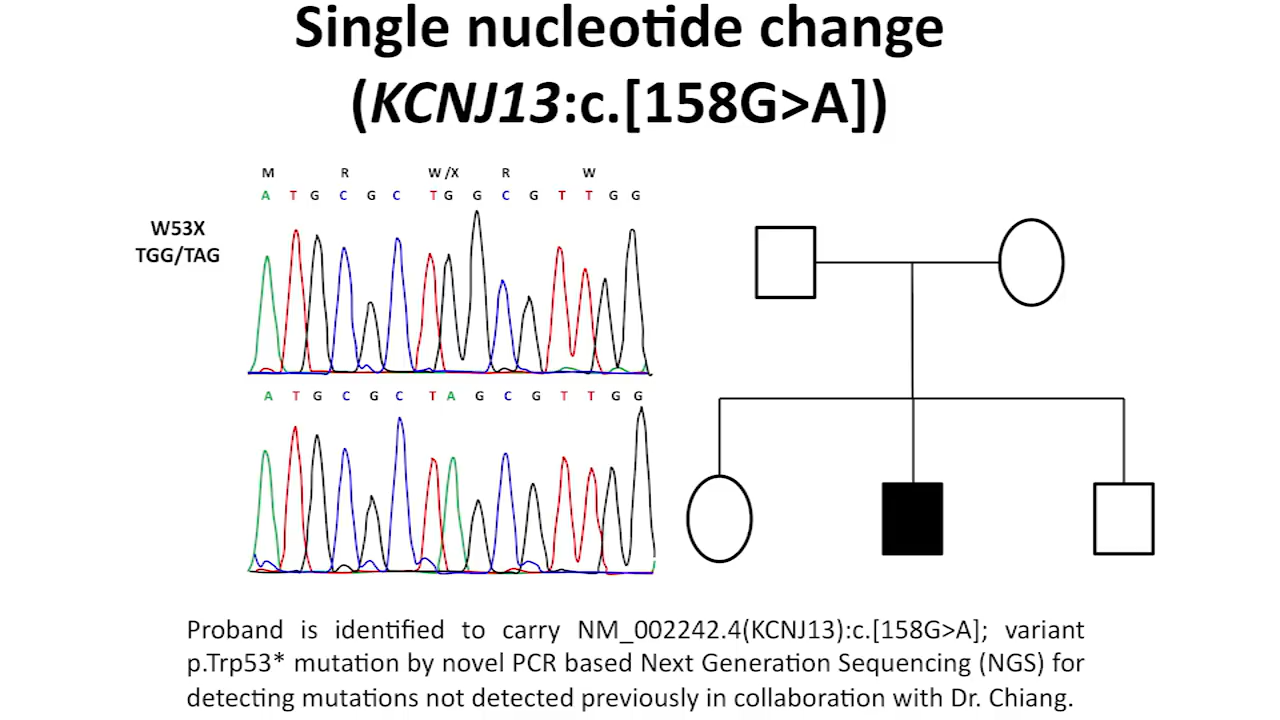 Single nucleotide change
(KCNJ13:c.[158G>A])
M R W/X R W
A T G C G C T G G C G T T G G
W53X
TGG/TAG
A T G C G C T A G C G T T G G
Proband is identified to carry NM_002242.4(KCNJ13):c.[158G>A]; variant
p.Trp53* mutation by novel PCR based Next Generation Sequencing (NGS) for
detecting mutations not detected previously in collaboration with Dr. Chiang.